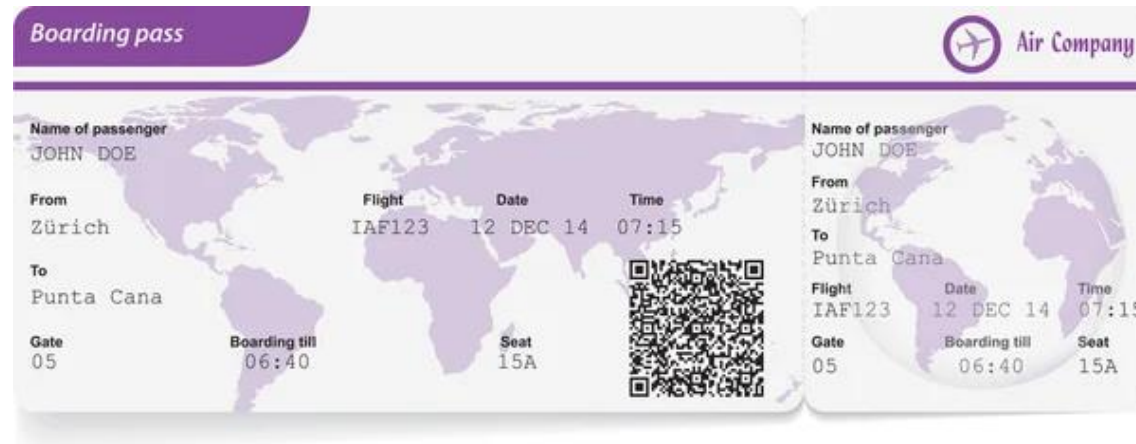 Boarding pass
Name of passenger
JOHN DOE
From Flight Date Time
Zürich IAF123 12 DEC 14 07:15
To
Punta Cana
Gate Boarding till Seat
05 06:40 15A
Air Company
Name of passenger
JOHN DOE
From
Zürich
To
Punta Cana
Flight Date Time
IAF123 12 DEC 14 07:15
Gate Boarding till Seat
05 06:40 15A